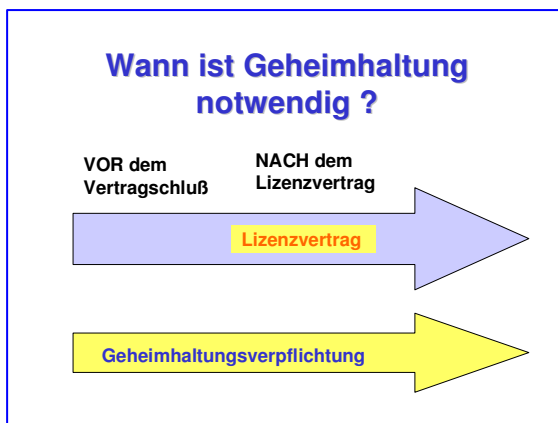 Wann ist Geheimhaltung
notwendig ?
VOR dem
Vertragschluß
NACH dem
Lizenzvertrag
Lizenzvertrag
Geheimhaltungsverpflichtung